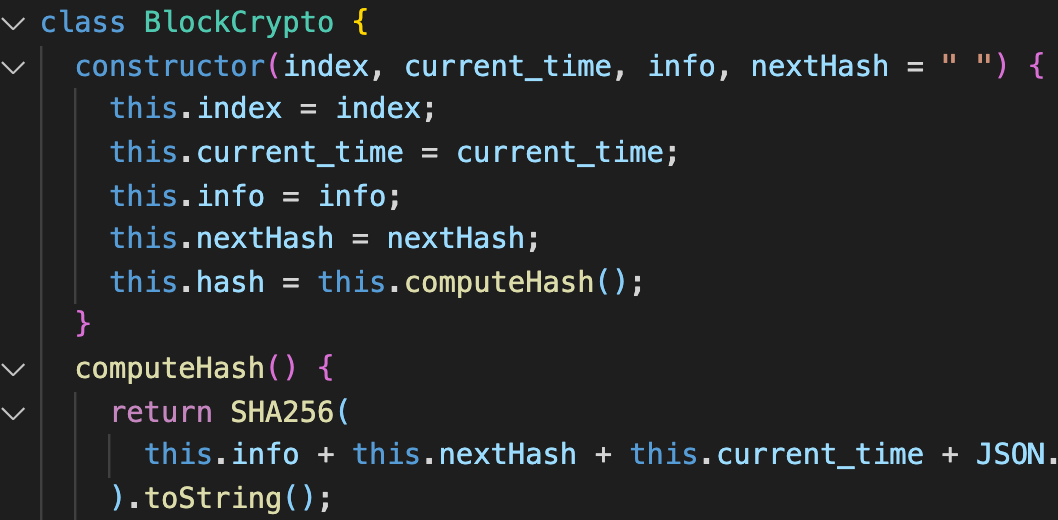 class BlockCrypto {
constructor(index, current_time, info, nextHash = " ") {
this.index = index;
this.current_time = current_time;
this.info = info;
this.nextHash = nextHash;
this.hash = this.computeHash();
}
computeHash() {
return SHA256(
this.info + this.nextHash + this.current_time + JSON.
).toString();